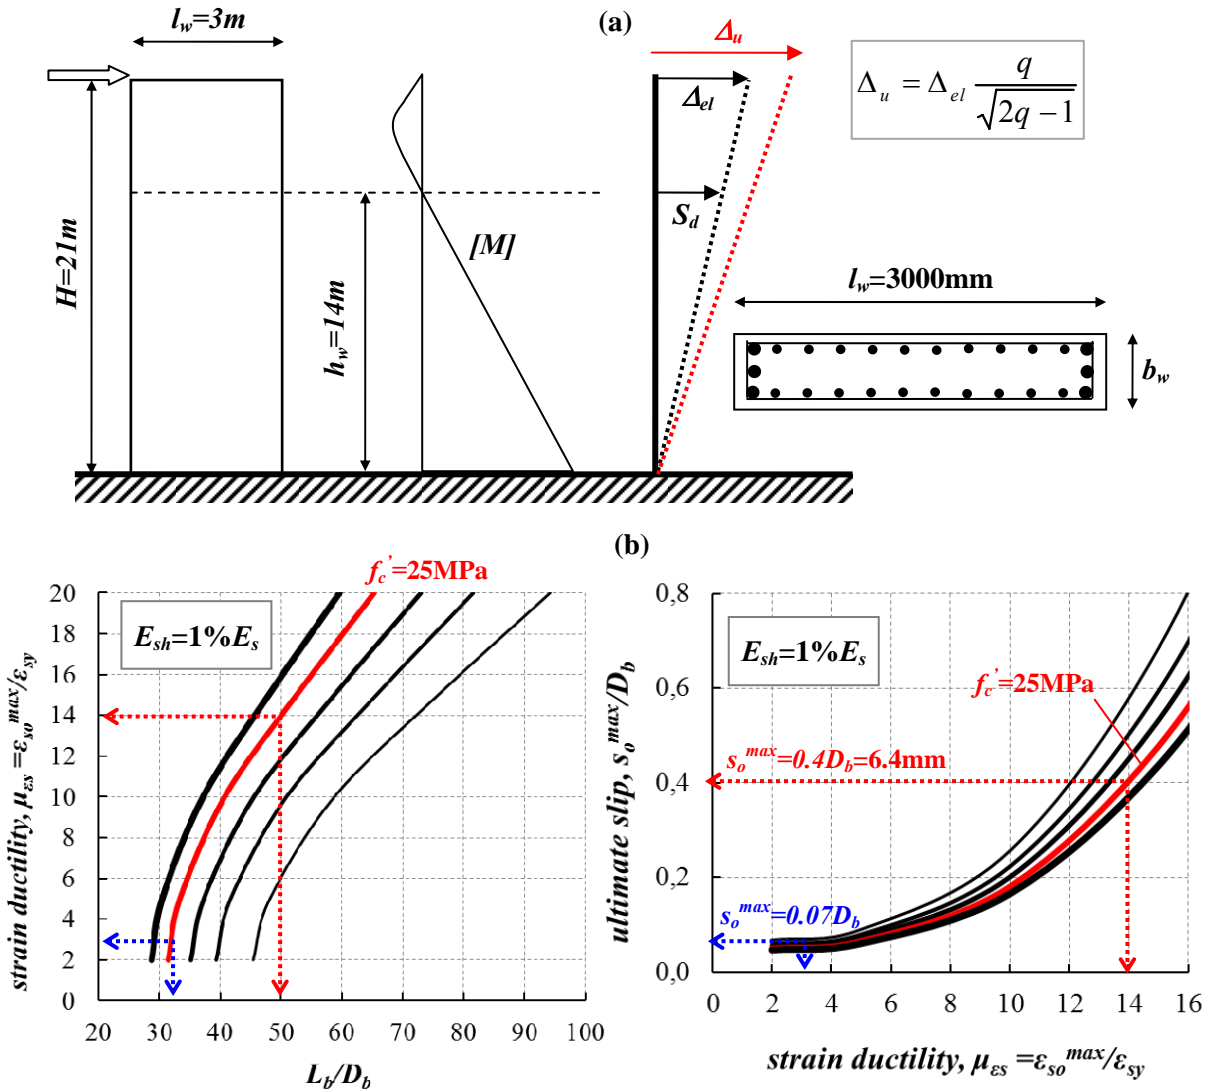 l_w=3m
(a)
Δ_u
Δ_el
Δ_u = Δ_el q / √(2q − 1)
S_d
H=21m
[M]
h_w=14m
l_w=3000mm
b_w
(b)
f_c’=25MPa
E_sh=1%E_s
strain ductility, μ_εs =ε_so^max/ε_sy
20
18
16
14
12
10
8
6
4
2
0
20 30 40 50 60 70 80 90 100
L_b/D_b
E_sh=1%E_s
f_c’=25MPa
s_o^max=0.4D_b=6.4mm
s_o^max=0.07D_b
ultimate slip, s_o^max/D_b
0,8
0,6
0,4
0,2
0,0
0 2 4 6 8 10 12 14 16
strain ductility, μ_εs =ε_so^max/ε_sy